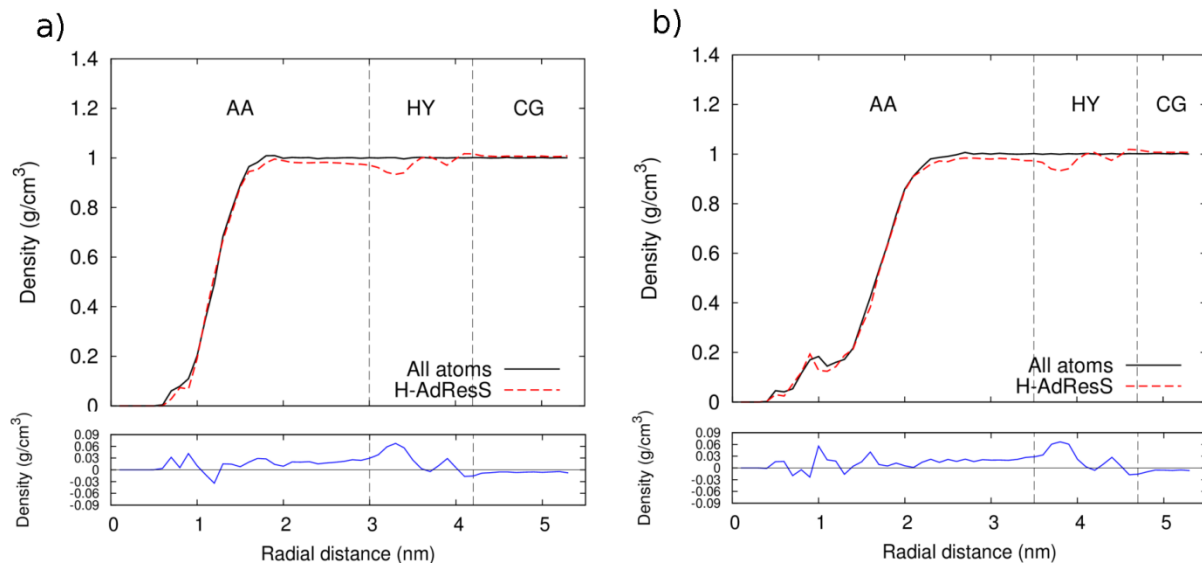 a)
1.4
1.2
1
0.8
0.6
0.4
0.2
0
Density (g/cm³)
AA
HY
CG
All atoms
H-AdResS
0.09
0.06
0.03
0
-0.03
-0.06
-0.09
Density (g/cm³)
0 1 2 3 4 5
Radial distance (nm)
b)
1.4
1.2
1
0.8
0.6
0.4
0.2
0
Density (g/cm³)
AA
HY
CG
All atoms
H-AdResS
0.09
0.06
0.03
0
-0.03
-0.06
-0.09
Density (g/cm³)
0 1 2 3 4 5
Radial distance (nm)